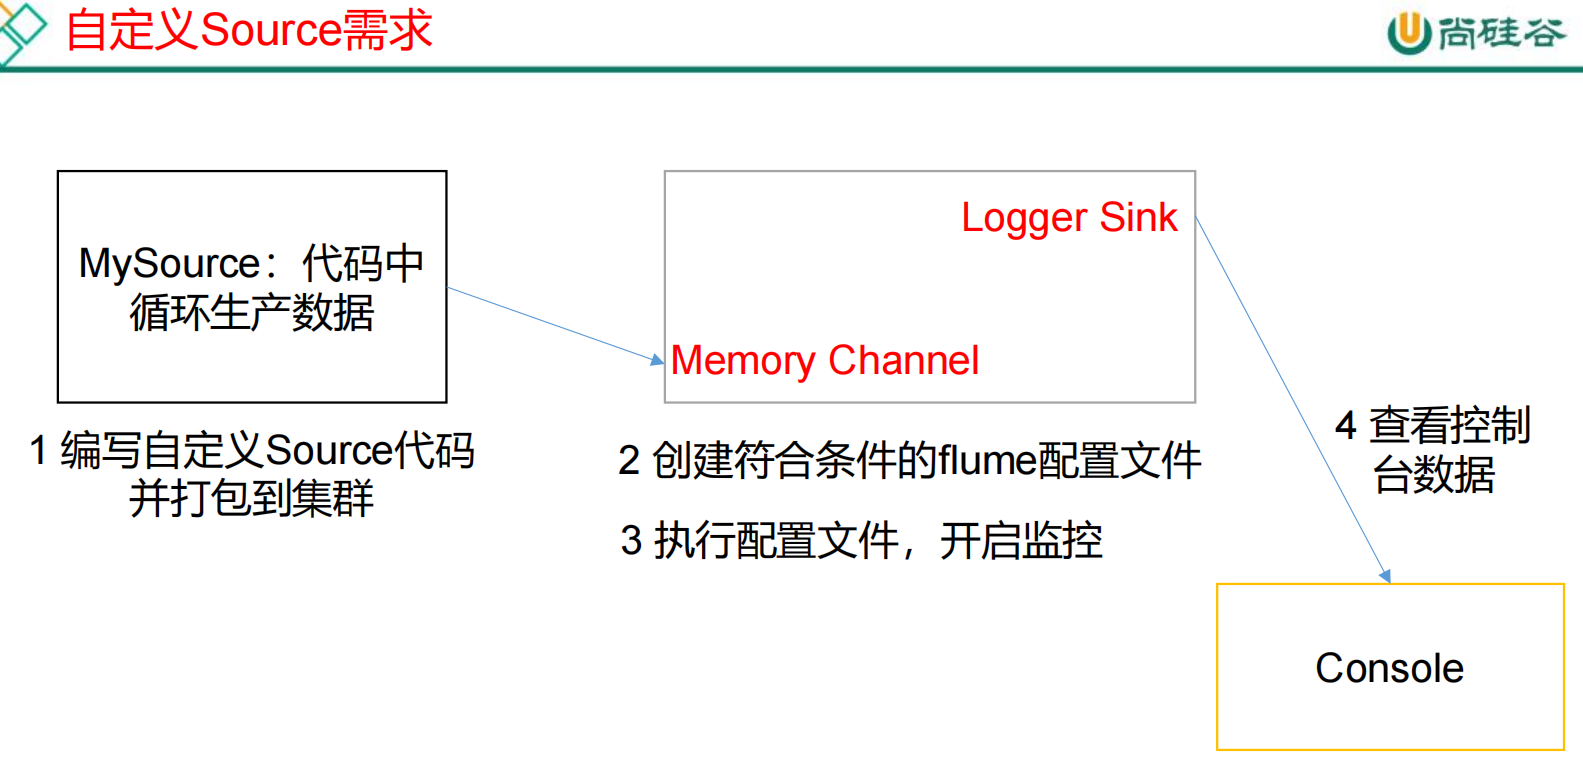 自定义Source需求
尚硅谷
MySource：代码中
循环生产数据
Logger Sink
Memory Channel
1 编写自定义Source代码
并打包到集群
2 创建符合条件的flume配置文件
3 执行配置文件，开启监控
4 查看控制
台数据
Console